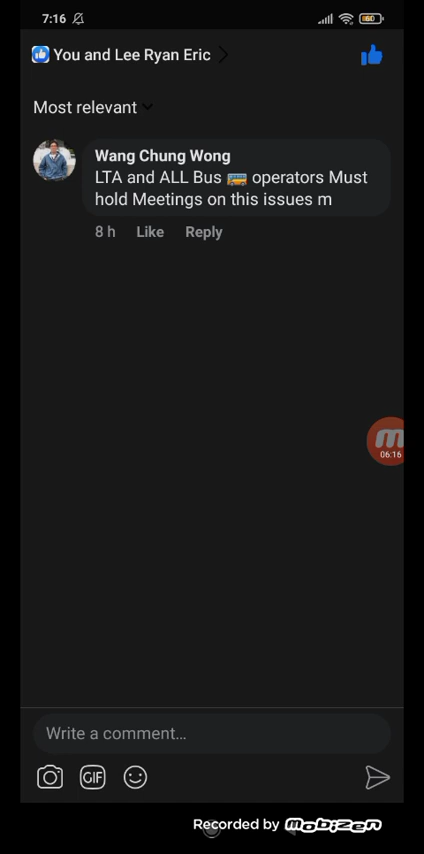 7:16
60
You and Lee Ryan Eric
Most relevant
Wang Chung Wong
LTA and ALL Bus 🚌 operators Must
hold Meetings on this issues m
8 h Like Reply
m
06:16
Write a comment...
GIF
Recorded by mobizen